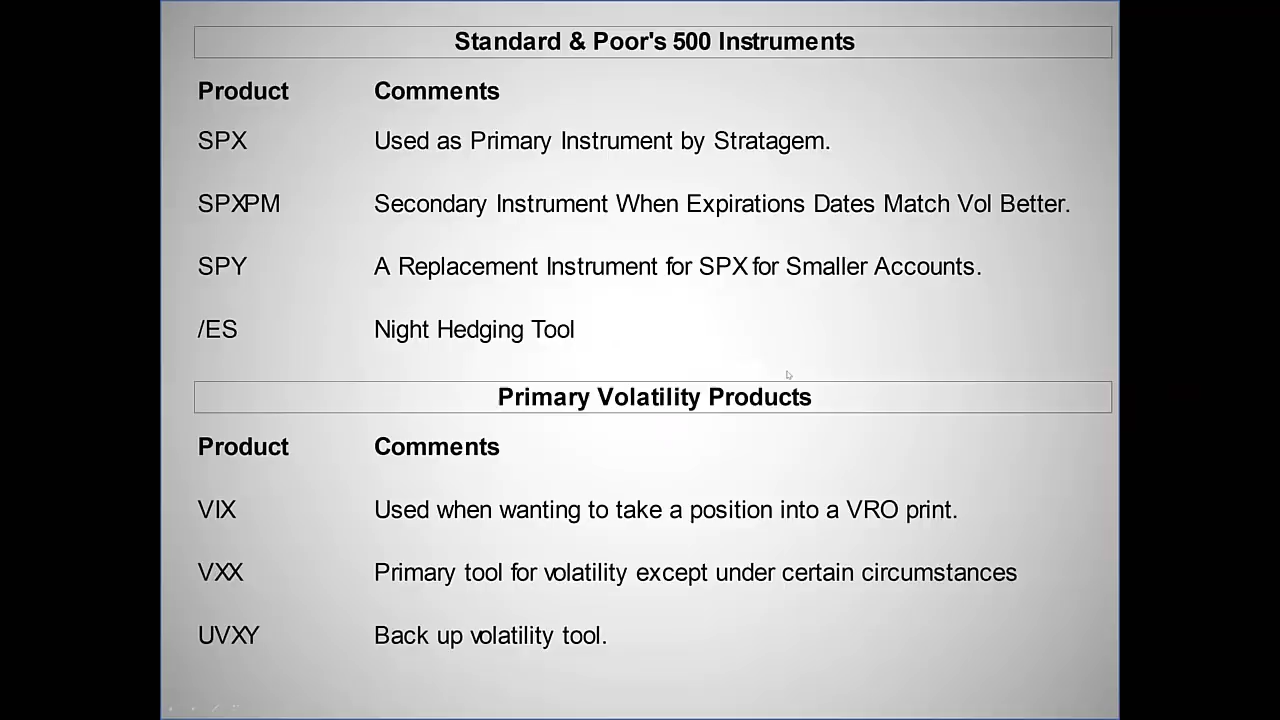 Standard & Poor's 500 Instruments
Product Comments
SPX Used as Primary Instrument by Stratagem.
SPXPM Secondary Instrument When Expirations Dates Match Vol Better.
SPY A Replacement Instrument for SPX for Smaller Accounts.
/ES Night Hedging Tool
Primary Volatility Products
Product Comments
VIX Used when wanting to take a position into a VRO print.
VXX Primary tool for volatility except under certain circumstances
UVXY Back up volatility tool.